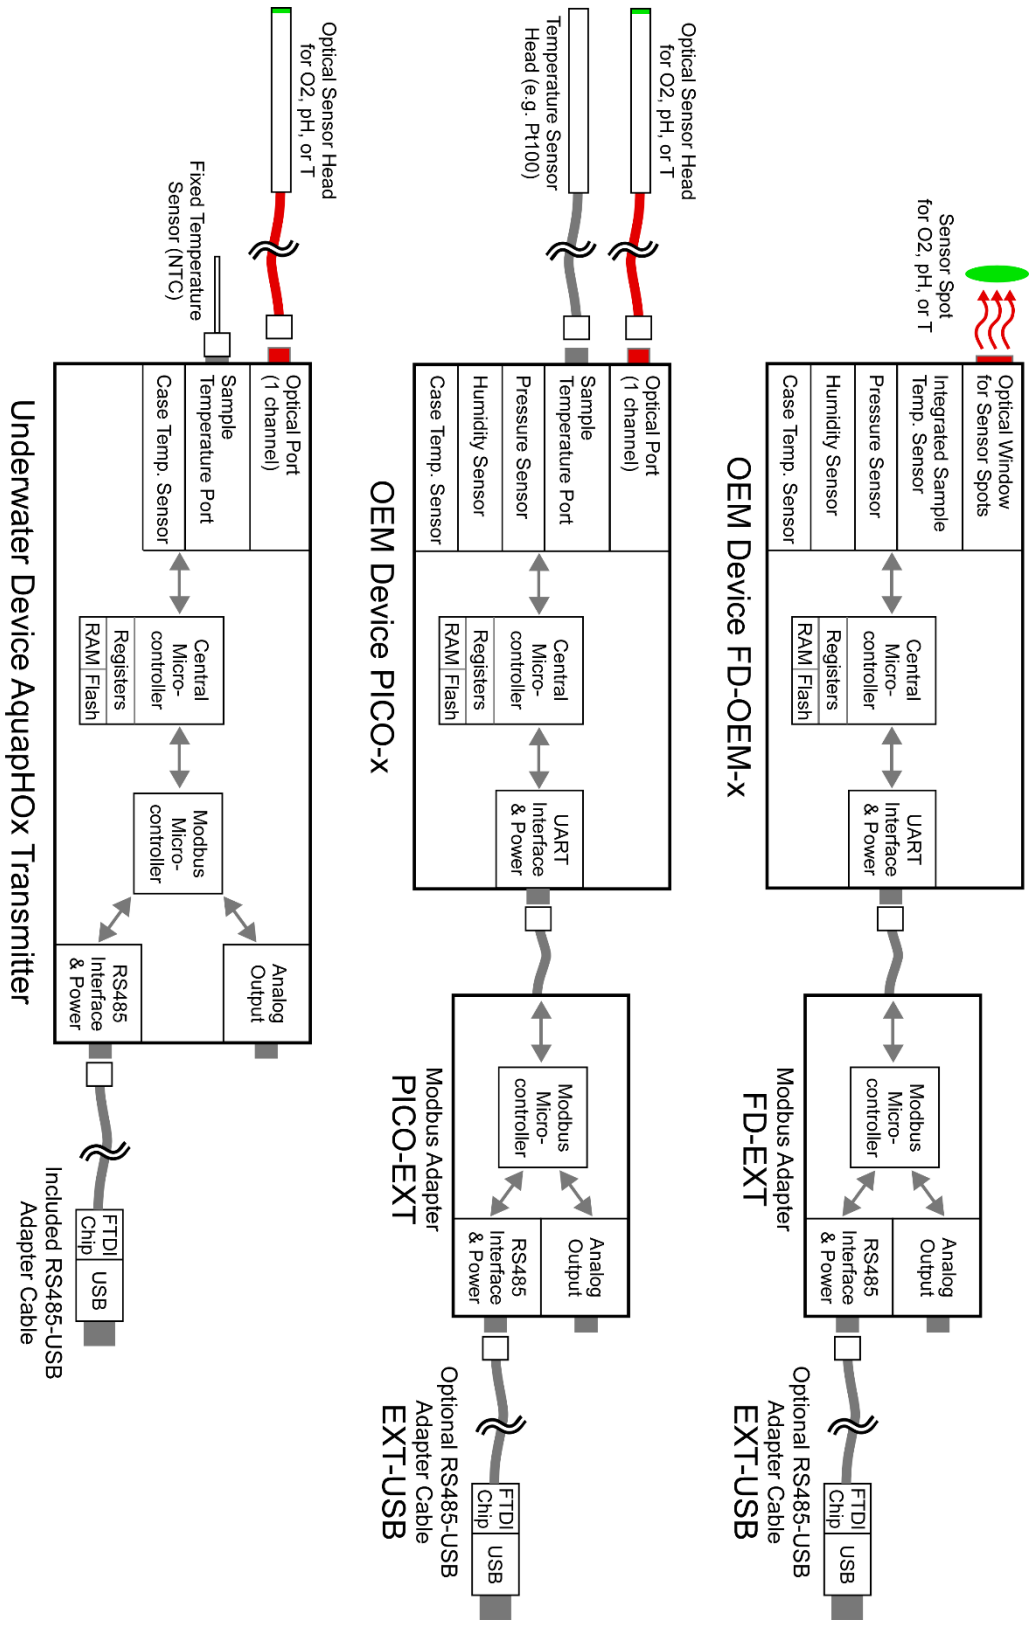 Sensor Spot
for O2, pH, or T
Optical Window
for Sensor Spots
Integrated Sample
Temp. Sensor
Pressure Sensor
Humidity Sensor
Case Temp. Sensor
Central
Micro-
controller
Registers
RAM Flash
UART
Interface
& Power
OEM Device FD-OEM-x
Modbus
Micro-
controller
Analog
Output
RS485
Interface
& Power
Modbus Adapter
FD-EXT
FTDI
Chip
USB
Optional RS485-USB
Adapter Cable
EXT-USB
Optical Sensor Head
for O2, pH, or T
Temperature Sensor
Head (e.g. Pt100)
Optical Port
(1 channel)
Sample
Temperature Port
Pressure Sensor
Humidity Sensor
Case Temp. Sensor
Central
Micro-
controller
Registers
RAM Flash
UART
Interface
& Power
OEM Device PICO-x
Modbus
Micro-
controller
Analog
Output
RS485
Interface
& Power
Modbus Adapter
PICO-EXT
FTDI
Chip
USB
Optional RS485-USB
Adapter Cable
EXT-USB
Optical Sensor Head
for O2, pH, or T
Fixed Temperature
Sensor (NTC)
Optical Port
(1 channel)
Sample
Temperature Port
Case Temp. Sensor
Central
Micro-
controller
Registers
RAM Flash
Modbus
Micro-
controller
Analog
Output
RS485
Interface
& Power
FTDI
Chip
USB
Included RS485-USB
Adapter Cable
Underwater Device AquapHOx Transmitter